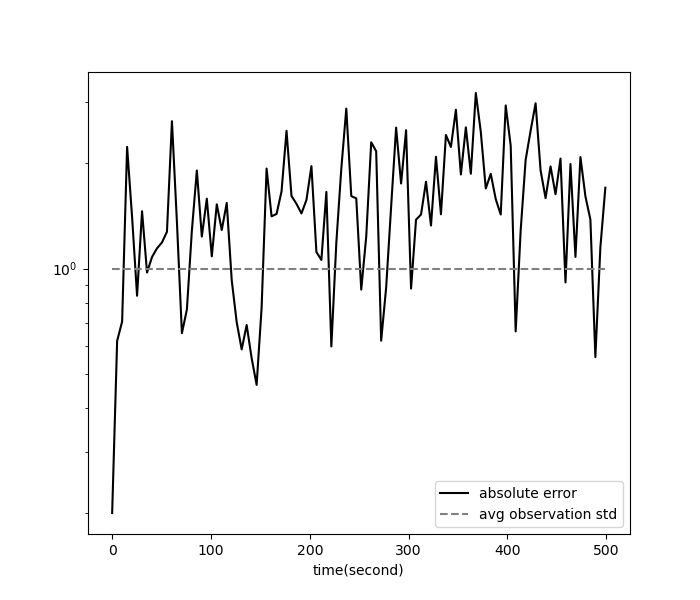 10⁰
0 100 200 300 400 500
time(second)
absolute error
avg observation std